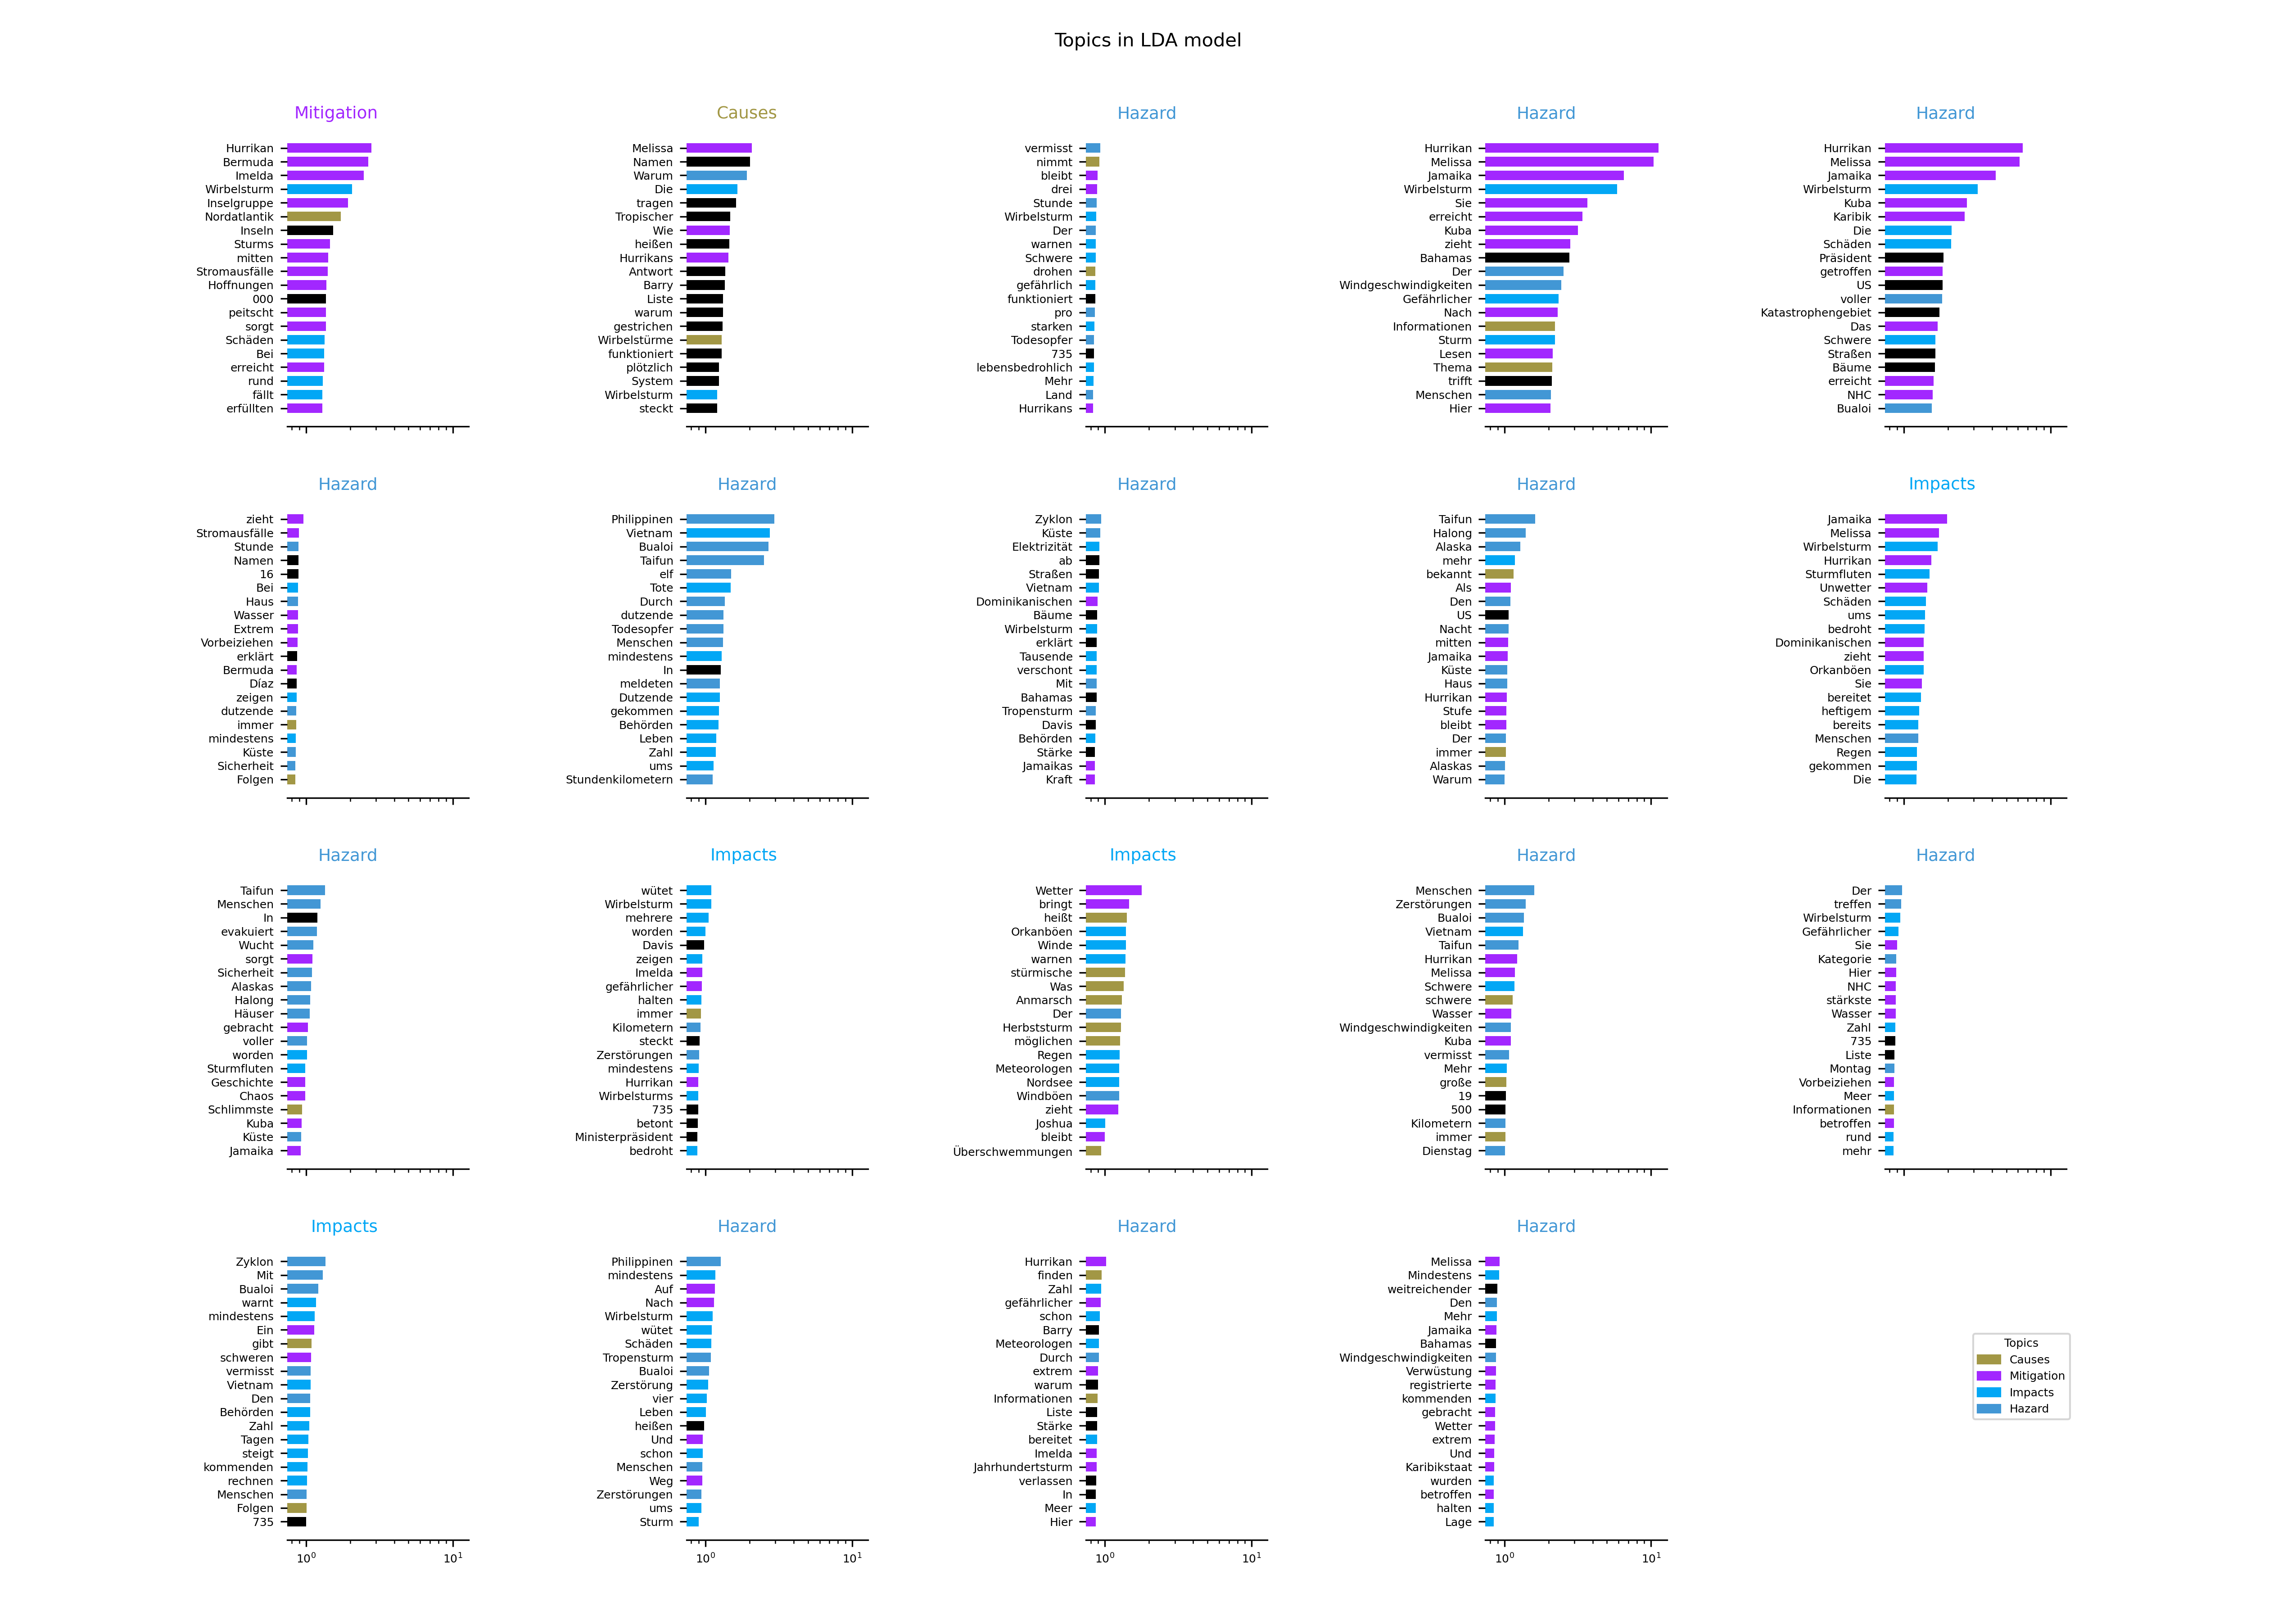 Topics in LDA model
Mitigation
Hurrikan
Bermuda
Imelda
Wirbelsturm
Inselgruppe
Nordatlantik
Inseln
Sturms
mitten
Stromausfälle
Hoffnungen
000
peitscht
sorgt
Schäden
Bei
erreicht
rund
fällt
erfüllten
Causes
Melissa
Namen
Warum
Die
tragen
Tropischer
Wie
heißen
Hurrikans
Antwort
Barry
Liste
warum
gestrichen
Wirbelstürme
funktioniert
plötzlich
System
Wirbelsturm
steckt
Hazard
vermisst
nimmt
bleibt
drei
Stunde
Wirbelsturm
Der
warnen
Schwere
drohen
gefährlich
funktioniert
pro
starken
Todesopfer
735
lebensbedrohlich
Mehr
Land
Hurrikans
Hazard
Hurrikan
Melissa
Jamaika
Wirbelsturm
Sie
erreicht
Kuba
zieht
Bahamas
Der
Windgeschwindigkeiten
Gefährlicher
Nach
Informationen
Sturm
Lesen
Thema
trifft
Menschen
Hier
Hazard
Hurrikan
Melissa
Jamaika
Wirbelsturm
Kuba
Karibik
Die
Schäden
Präsident
getroffen
US
voller
Katastrophengebiet
Das
Schwere
Straßen
Bäume
erreicht
NHC
Bualoi
Hazard
zieht
Stromausfälle
Stunde
Namen
16
Bei
Haus
Wasser
Extrem
Vorbeiziehen
erklärt
Bermuda
Díaz
zeigen
dutzende
immer
mindestens
Küste
Sicherheit
Folgen
Hazard
Philippinen
Vietnam
Bualoi
Taifun
elf
Tote
Durch
dutzende
Todesopfer
Menschen
mindestens
In
meldeten
Dutzende
gekommen
Behörden
Leben
Zahl
ums
Stundenkilometern
Hazard
Zyklon
Küste
Elektrizität
ab
Straßen
Vietnam
Dominikanischen
Bäume
Wirbelsturm
erklärt
Tausende
verschont
Mit
Bahamas
Tropensturm
Davis
Behörden
Stärke
Jamaikas
Kraft
Hazard
Taifun
Halong
Alaska
mehr
bekannt
Als
Den
US
Nacht
mitten
Jamaika
Küste
Haus
Hurrikan
Stufe
bleibt
Der
immer
Alaskas
Warum
Impacts
Jamaika
Melissa
Wirbelsturm
Hurrikan
Sturmfluten
Unwetter
Schäden
ums
bedroht
Dominikanischen
zieht
Orkanböen
Sie
bereitet
heftigem
bereits
Menschen
Regen
gekommen
Die
Hazard
Taifun
Menschen
In
evakuiert
Wucht
sorgt
Sicherheit
Alaskas
Halong
Häuser
gebracht
voller
worden
Sturmfluten
Geschichte
Chaos
Schlimmste
Kuba
Küste
Jamaika
Impacts
wütet
Wirbelsturm
mehrere
worden
Davis
zeigen
Imelda
gefährlicher
halten
immer
Kilometern
steckt
Zerstörungen
mindestens
Hurrikan
Wirbelsturms
735
betont
Ministerpräsident
bedroht
Impacts
Wetter
bringt
heißt
Orkanböen
Winde
warnen
stürmische
Was
Anmarsch
Der
Herbststurm
möglichen
Regen
Meteorologen
Nordsee
Windböen
zieht
Joshua
bleibt
Überschwemmungen
Hazard
Menschen
Zerstörungen
Bualoi
Vietnam
Taifun
Hurrikan
Melissa
Schwere
schwere
Wasser
Windgeschwindigkeiten
Kuba
vermisst
Mehr
große
19
500
Kilometern
immer
Dienstag
Hazard
Der
treffen
Wirbelsturm
Gefährlicher
Sie
Kategorie
Hier
NHC
stärkste
Wasser
Zahl
735
Liste
Montag
Vorbeiziehen
Meer
Informationen
betroffen
rund
mehr
Impacts
Zyklon
Mit
Bualoi
warnt
mindestens
Ein
gibt
schweren
vermisst
Vietnam
Den
Behörden
Zahl
Tagen
steigt
kommenden
rechnen
Menschen
Folgen
735
10⁰ 10¹
Hazard
Philippinen
mindestens
Auf
Nach
Wirbelsturm
wütet
Schäden
Tropensturm
Bualoi
Zerstörung
vier
Leben
heißen
Und
schon
Menschen
Weg
Zerstörungen
ums
Sturm
10⁰ 10¹
Hazard
Hurrikan
finden
Zahl
gefährlicher
schon
Barry
Meteorologen
Durch
extrem
warum
Informationen
Liste
Stärke
bereitet
Imelda
Jahrhundertsturm
verlassen
In
Meer
Hier
10⁰ 10¹
Hazard
Melissa
Mindestens
weitreichender
Den
Mehr
Jamaika
Bahamas
Windgeschwindigkeiten
Verwüstung
registrierte
kommenden
gebracht
Wetter
extrem
Und
Karibikstaat
wurden
betroffen
halten
Lage
10⁰ 10¹
Topics
Causes
Mitigation
Impacts
Hazard